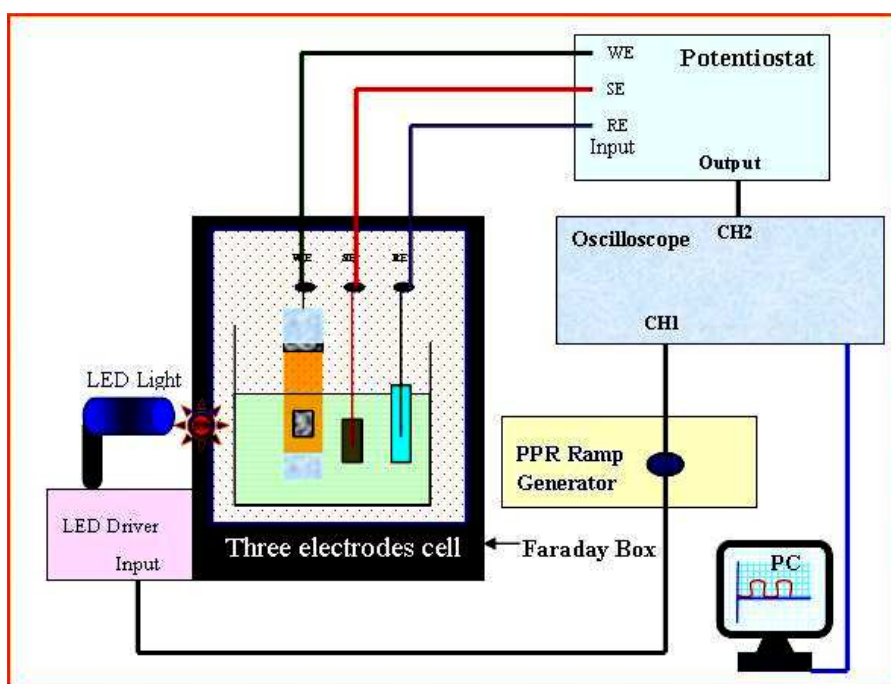 WE
Potentiostat
SE
RE
Input
Output
Oscilloscope
CH2
CH1
WE
SE
RE
LED Light
PPR Ramp
Generator
LED Driver
Input
Three electrodes cell
Faraday Box
PC